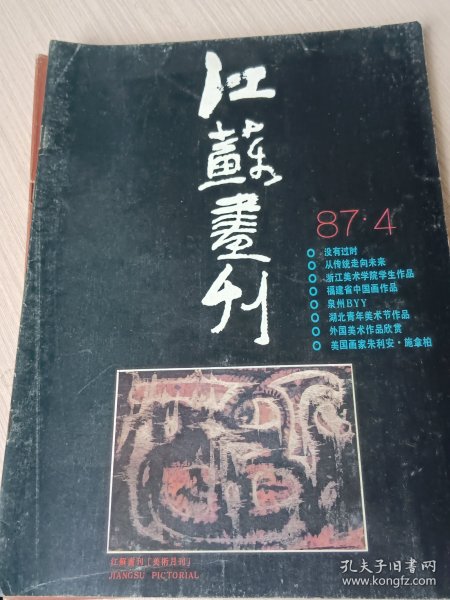 江蘇畫刊
87·4
没有过时
从传统走向未来
浙江美术学院学生作品
福建省中国画作品
泉州BYY
湖北青年美术节作品
外国美术作品欣赏
美国画家朱利安·施拿柏
江蘇畫刊「美術月刊」
JIANGSU PICTORIAL
孔夫子旧书网
www.kongfz.com